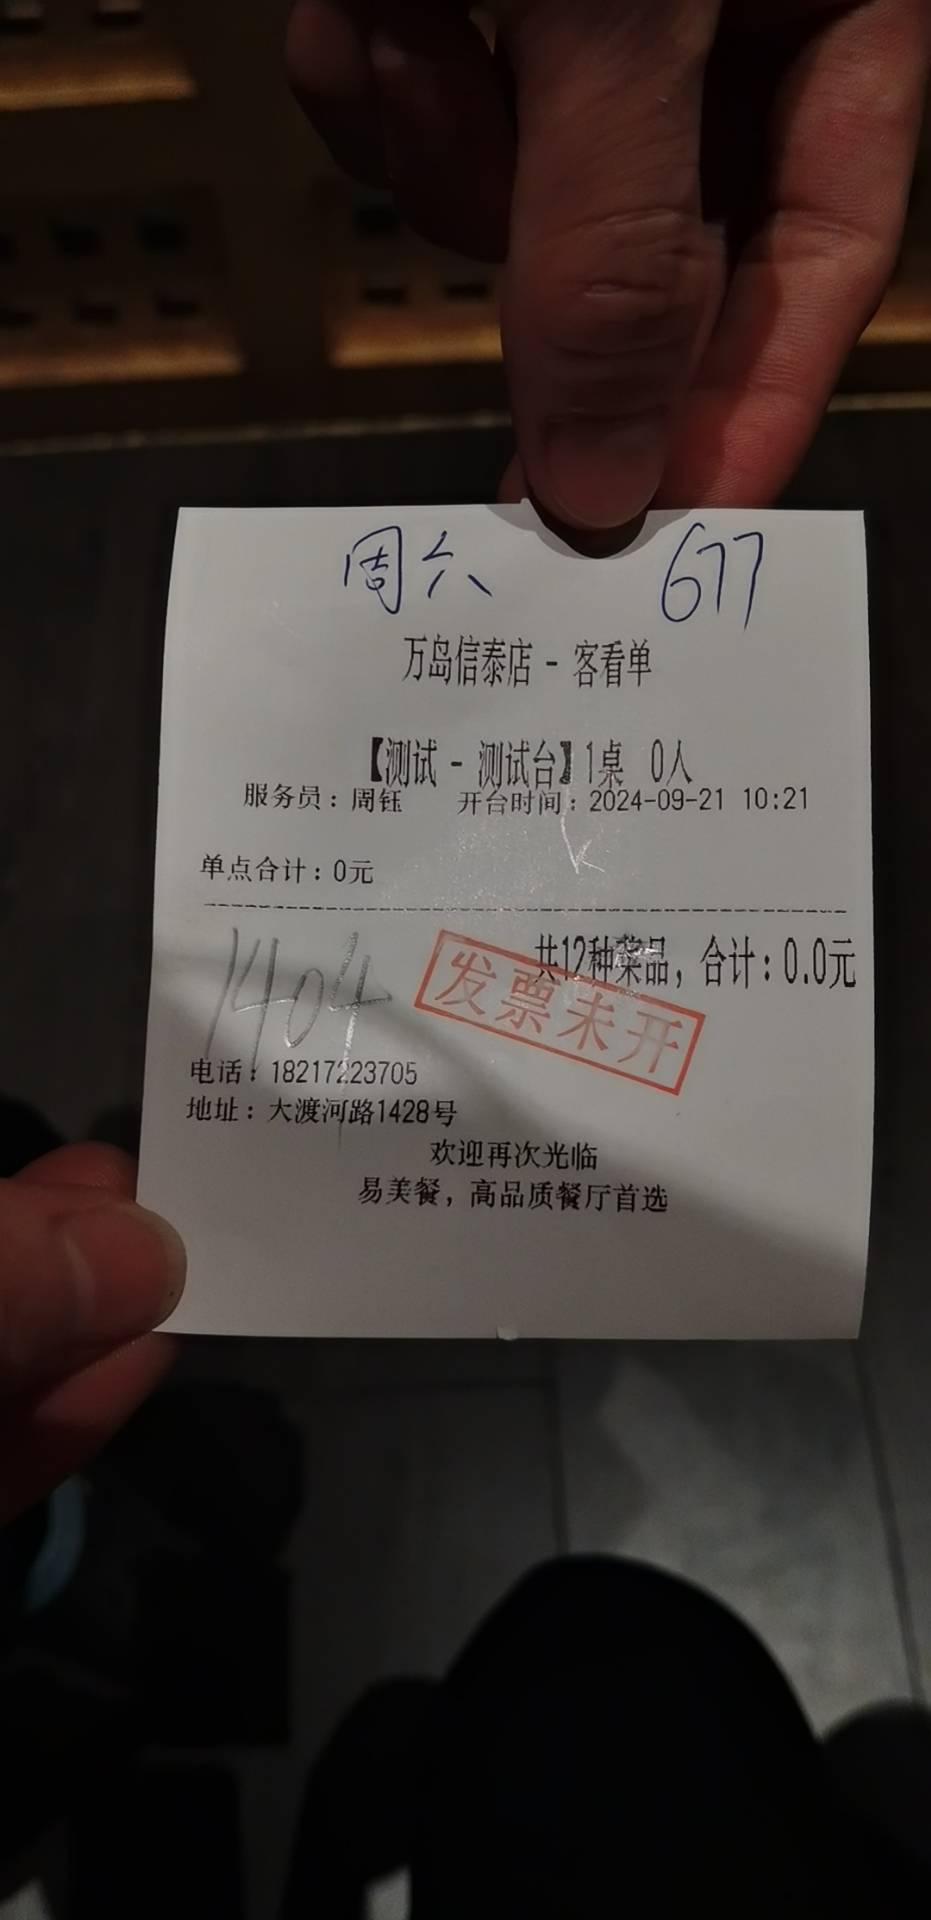 周六 677
万岛信泰店 - 客看单
【测试 - 测试台】1桌 0人
服务员：周钰 开台时间：2024-09-21 10:21
单点合计：0元
共12种菜品，合计：0.0元
1404
发票未开
电话：18217223705
地址：大渡河路1428号
欢迎再次光临
易美餐，高品质餐厅首选